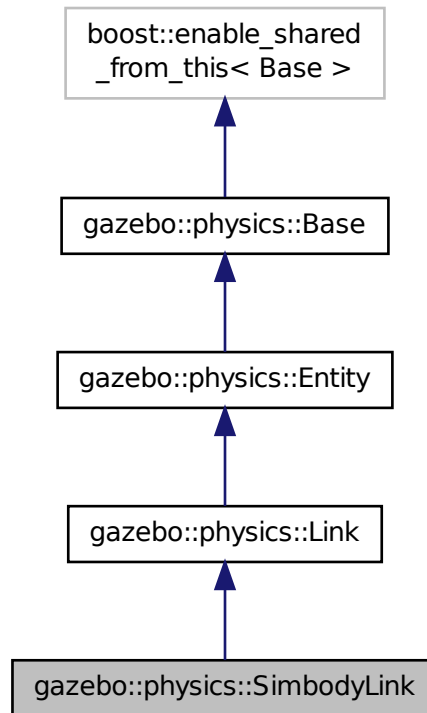 boost::enable_shared
_from_this< Base >
gazebo::physics::Base
gazebo::physics::Entity
gazebo::physics::Link
gazebo::physics::SimbodyLink